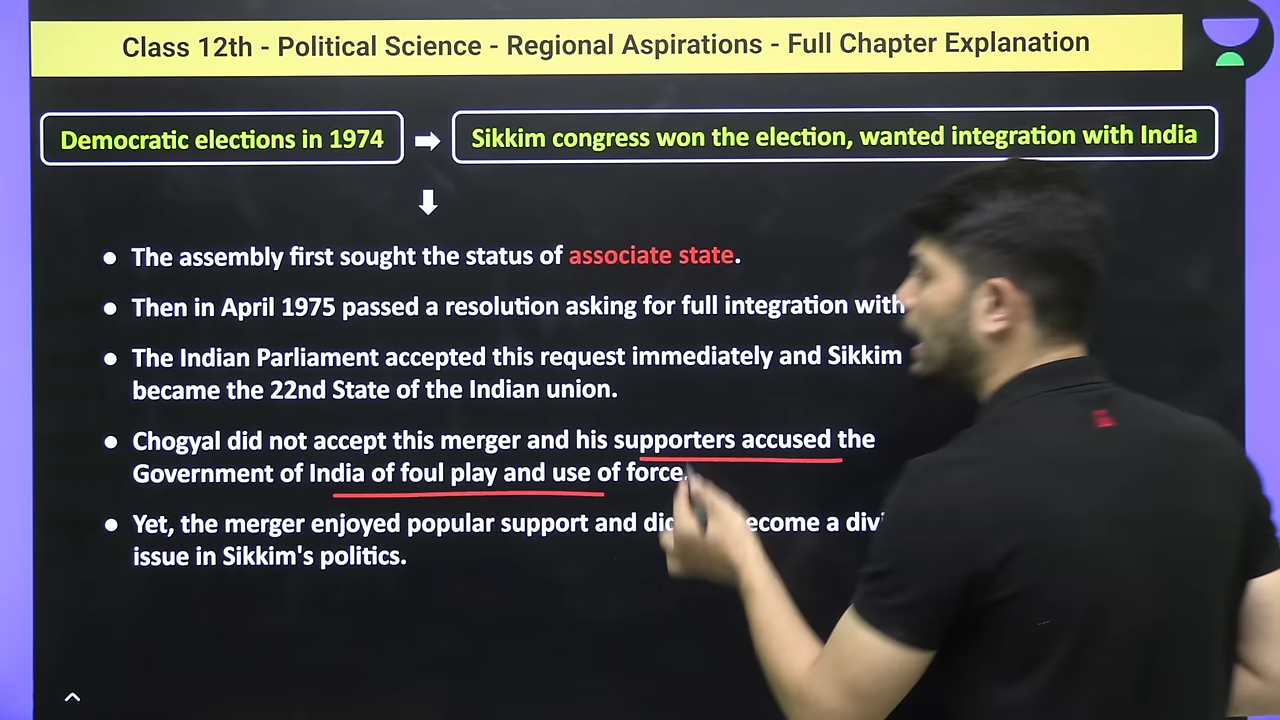 Class 12th - Political Science - Regional Aspirations - Full Chapter Explanation
Democratic elections in 1974
Sikkim congress won the election, wanted integration with India
The assembly first sought the status of associate state.
Then in April 1975 passed a resolution asking for full integration with
The Indian Parliament accepted this request immediately and Sikkim
became the 22nd State of the Indian union.
Chogyal did not accept this merger and his supporters accused the
Government of India of foul play and use of force.
Yet, the merger enjoyed popular support and become a
issue in Sikkim's politics.